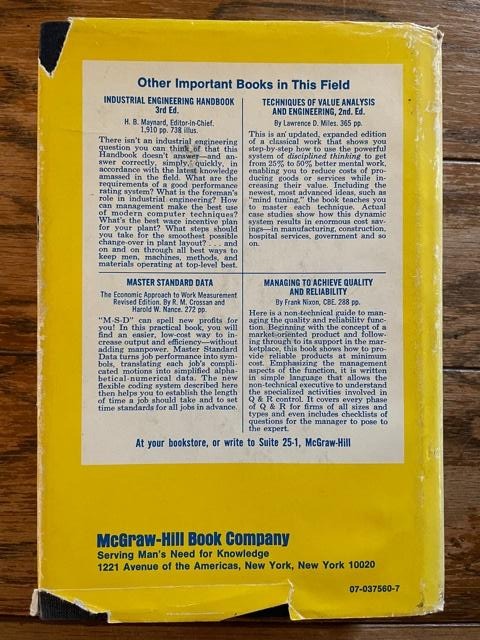 Other Important Books in This Field
INDUSTRIAL ENGINEERING HANDBOOK
3rd Ed.
H. B. Maynard, Editor-in-Chief.
1,910 pp. 738 illus.
There isn't an industrial engineering
question you can think of that this
Handbook doesn't answer—and an-
swer correctly, simply, quickly, in
accordance with the latest knowledge
amassed in the field. What are the
requirements of a good performance
rating system? What is the foreman's
role in industrial engineering? How
can management make the best use
of modern computer techniques?
What's the best wage incentive plan
for your plant? What steps should
you take for the smoothest possible
change-over in plant layout? . . . and
on and on through all best ways to
keep men, machines, methods, and
materials operating at top-level best.
TECHNIQUES OF VALUE ANALYSIS
AND ENGINEERING, 2nd. Ed.
By Lawrence D. Miles. 365 pp.
This is an updated, expanded edition
of a classical work that shows you
step-by-step how to use the powerful
system of disciplined thinking to get
from 25% to 50% better mental work,
enabling you to reduce costs of pro-
ducing goods or services while in-
creasing their value. Including the
newest, most advanced ideas, such as
"mind tuning," the book teaches you
to master each technique. Actual
case studies show how this dynamic
system results in enormous cost sav-
ings—in manufacturing, construction,
hospital services, government and so
on.
MASTER STANDARD DATA
The Economic Approach to Work Measurement
Revised Edition. By R. M. Crossan and
Harold W. Nance. 272 pp.
"M-S-D" can spell new profits for
you! In this practical book, you will
find an easier, low-cost way to in-
crease output and efficiency—without
adding manpower. Master Standard
Data turns job performance into sym-
bols, translating each job's compli-
cated motions into simplified alpha-
betical-numerical data. The new
flexible coding system described here
then helps you to establish the length
of time a job should take and to set
time standards for all jobs in advance.
MANAGING TO ACHIEVE QUALITY
AND RELIABILITY
By Frank Nixon, CBE. 288 pp.
Here is a non-technical guide to man-
aging the quality and reliability func-
tion. Beginning with the concept of a
market-oriented product and follow-
ing through to its support in the mar-
ketplace, this book shows how to pro-
vide reliable products at minimum
cost. Emphasizing the management
aspects of the function, it is written
in simple language that allows the
non-technical executive to understand
the specialized activities involved in
Q & R control. It covers every phase
of Q & R for firms of all sizes and
types and even includes checklists of
questions for the manager to pose to
the expert.
At your bookstore, or write to Suite 25-1, McGraw-Hill
McGraw-Hill Book Company
Serving Man's Need for Knowledge
1221 Avenue of the Americas, New York, New York 10020
07-037560-7